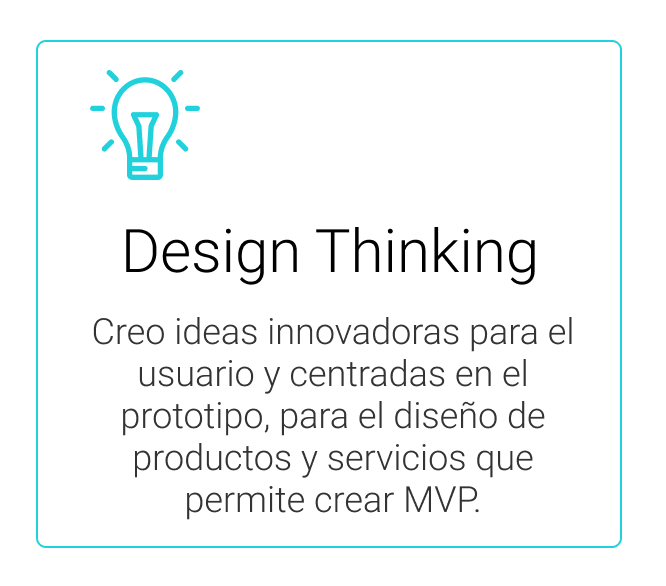 Design Thinking
Creo ideas innovadoras para el
usuario y centradas en el
prototipo, para el diseño de
productos y servicios que
permite crear MVP.